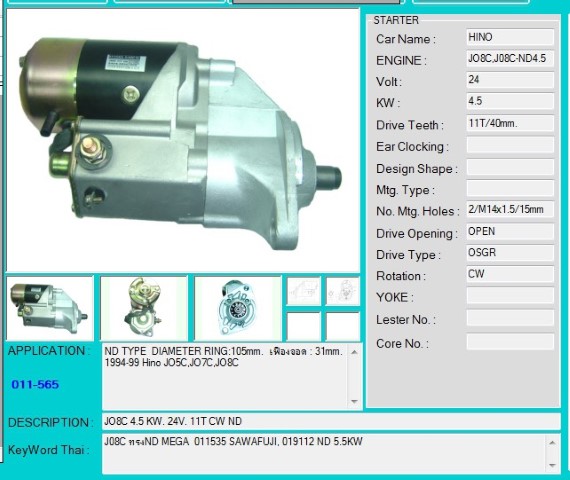 STARTER
Car Name : HINO
ENGINE : JO8C,J08C-ND4.5
Volt : 24
KW : 4.5
Drive Teeth : 11T/40mm.
Ear Clocking :
Design Shape :
Mtg. Type :
No. Mtg. Holes : 2/M14x1.5/15mm
Drive Opening : OPEN
Drive Type : OSGR
Rotation : CW
YOKE :
Lester No. :
Core No. :
APPLICATION : ND TYPE DIAMETER RING:105mm. เฟืองจอด : 31mm.
1994-99 Hino JO5C,JO7C,JO8C
011-565
DESCRIPTION : JO8C 4.5 KW. 24V. 11T CW ND
KeyWord Thai : J08C ทรงND MEGA 011535 SAWAFUJI, 019112 ND 5.5KW